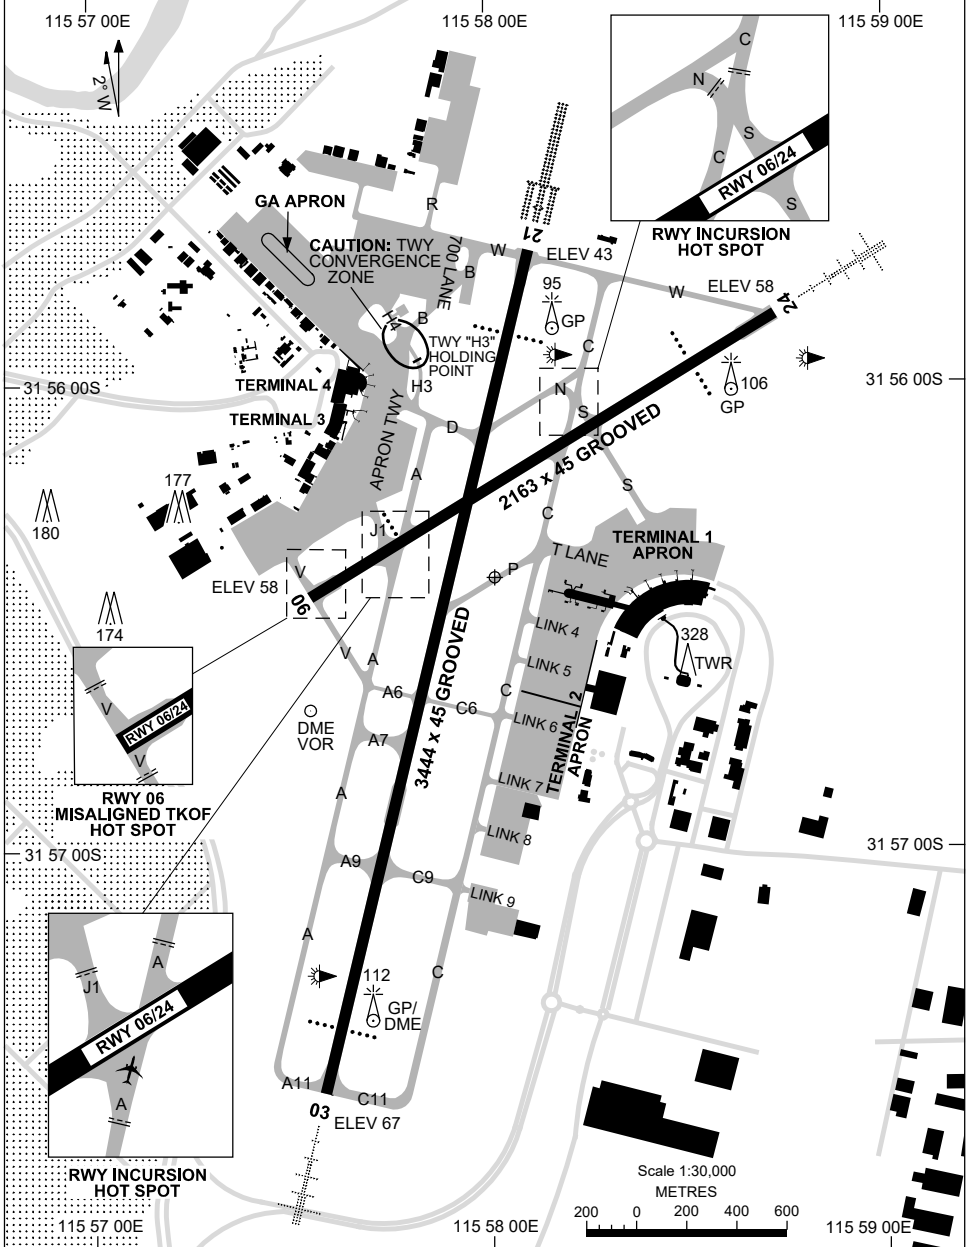 115 57 00E
115 58 00E
115 59 00E
2° W
C
N
S
C
RWY 06/24
S
RWY INCURSION
HOT SPOT
GA APRON
R
CAUTION: TWY
CONVERGENCE
ZONE
700 LANE
B
W
21
ELEV 43
W
ELEV 58
24
95
GP
H4
B
TWY "H3"
HOLDING
POINT
H3
C
106
GP
31 56 00S
31 56 00S
TERMINAL 4
TERMINAL 3
APRON TWY
D
N
S
2163 x 45 GROOVED
A
S
177
180
J1
C
TERMINAL 1
APRON
T LANE
V
ELEV 58
06
P
174
LINK 4
328
TWR
V
A
LINK 5
A6
C
C6
LINK 6
3444 x 45 GROOVED
TERMINAL 2
APRON
DME
VOR
A7
LINK 7
A
LINK 8
V
RWY 06/24
V
RWY 06
MISALIGNED TKOF
HOT SPOT
31 57 00S
31 57 00S
A9
C9
LINK 9
A
C
J1
A
RWY 06/24
A
RWY INCURSION
HOT SPOT
112
GP/
DME
A11
C11
03
ELEV 67
Scale 1:30,000
METRES
200 0 200 400 600
115 57 00E
115 58 00E
115 59 00E